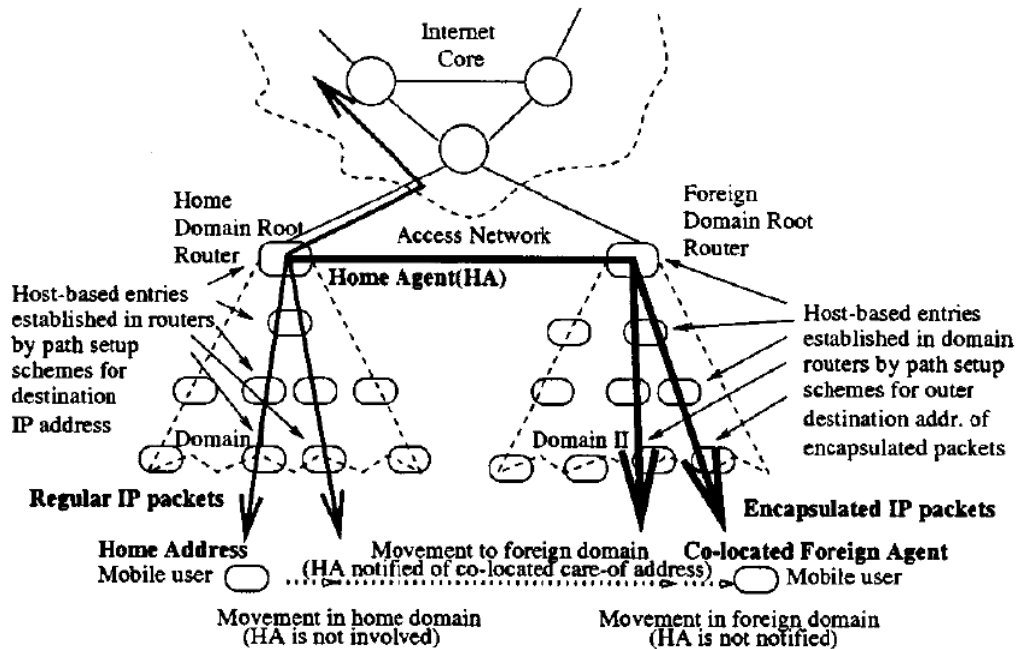 Internet
Core
Home
Domain Root
Router
Foreign
Domain Root
Router
Access Network
Home Agent(HA)
Host-based entries
established in routers
by path setup
schemes for
destination
IP address
Host-based entries
established in domain
routers by path setup
schemes for outer
destination addr. of
encapsulated packets
Domain
Domain II
Regular IP packets
Encapsulated IP packets
Home Address
Mobile user
Movement to foreign domain
(HA notified of co-located care-of address)
Co-located Foreign Agent
Mobile user
Movement in home domain
(HA is not involved)
Movement in foreign domain
(HA is not notified)